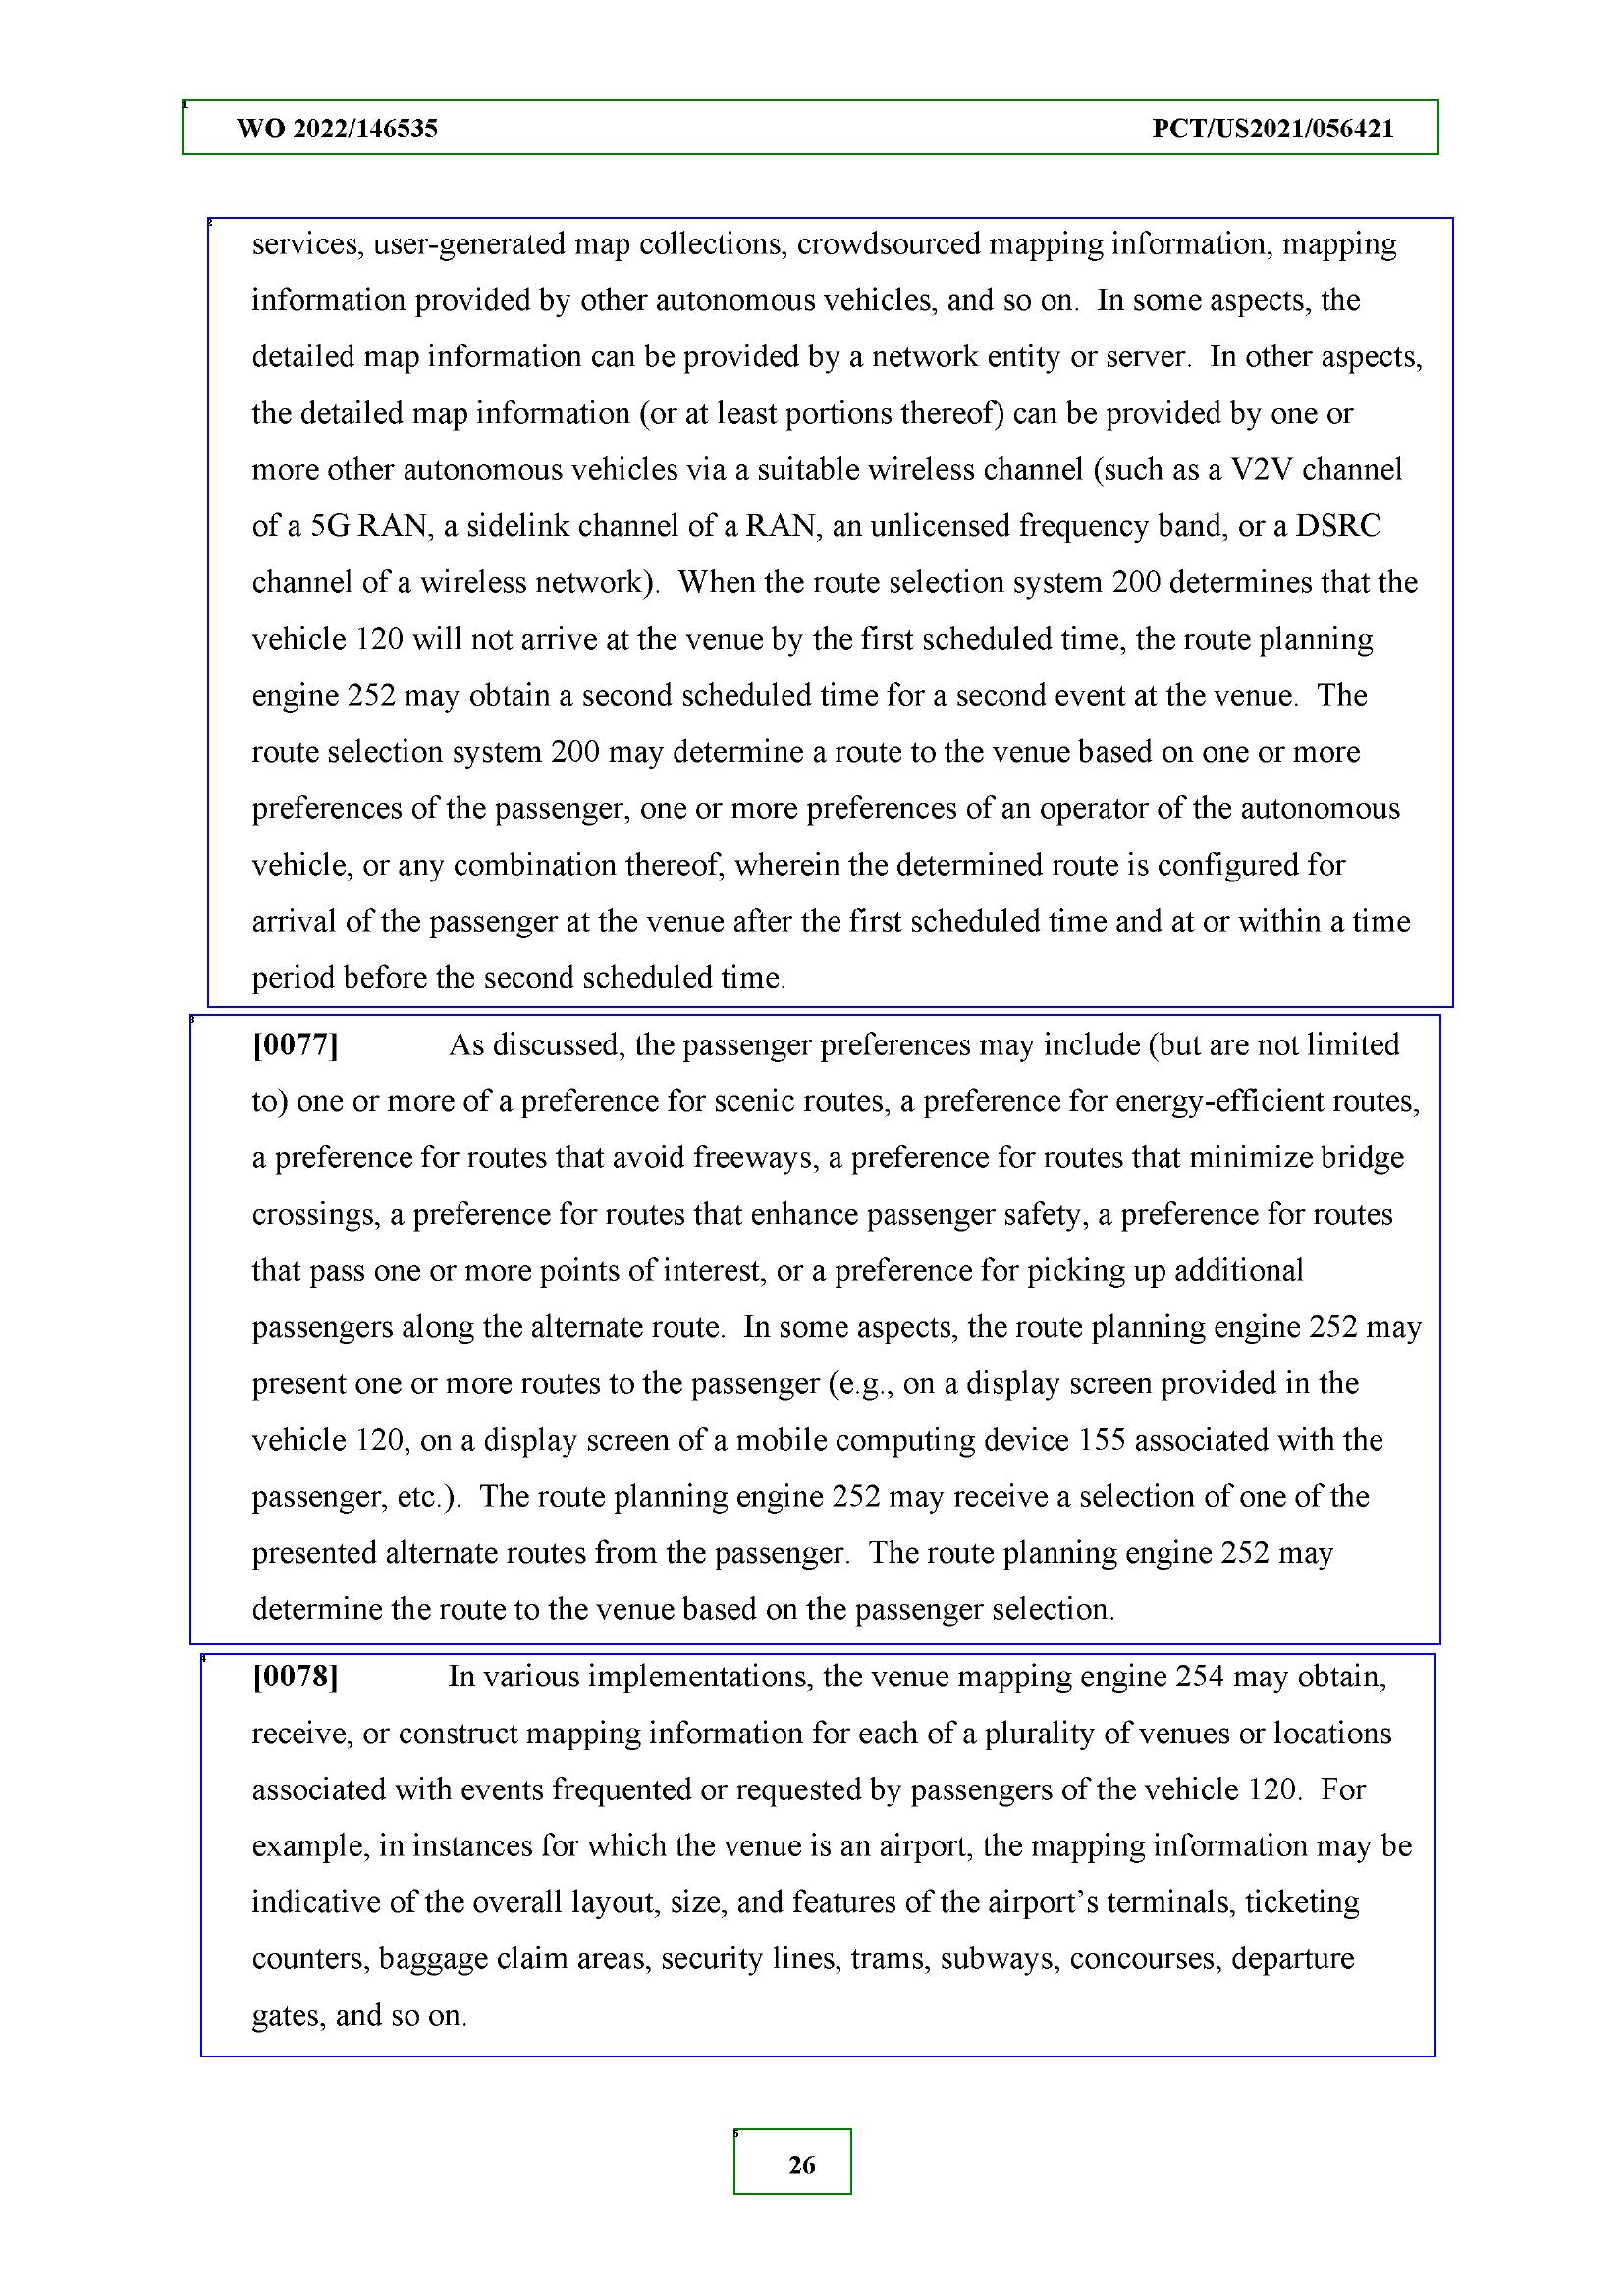 WO 2022/146535 PCT/US2021/056421
services, user-generated map collections, crowdsourced mapping information, mapping
information provided by other autonomous vehicles, and so on. In some aspects, the
detailed map information can be provided by a network entity or server. In other aspects,
the detailed map information (or at least portions thereof) can be provided by one or
more other autonomous vehicles via a suitable wireless channel (such as a V2V channel
of a 5G RAN, a sidelink channel of a RAN, an unlicensed frequency band, or a DSRC
channel of a wireless network). When the route selection system 200 determines that the
vehicle 120 will not arrive at the venue by the first scheduled time, the route planning
engine 252 may obtain a second scheduled time for a second event at the venue. The
route selection system 200 may determine a route to the venue based on one or more
preferences of the passenger, one or more preferences of an operator of the autonomous
vehicle, or any combination thereof, wherein the determined route is configured for
arrival of the passenger at the venue after the first scheduled time and at or within a time
period before the second scheduled time.
[0077] As discussed, the passenger preferences may include (but are not limited
to) one or more of a preference for scenic routes, a preference for energy-efficient routes,
a preference for routes that avoid freeways, a preference for routes that minimize bridge
crossings, a preference for routes that enhance passenger safety, a preference for routes
that pass one or more points of interest, or a preference for picking up additional
passengers along the alternate route. In some aspects, the route planning engine 252 may
present one or more routes to the passenger (e.g., on a display screen provided in the
vehicle 120, on a display screen of a mobile computing device 155 associated with the
passenger, etc.). The route planning engine 252 may receive a selection of one of the
presented alternate routes from the passenger. The route planning engine 252 may
determine the route to the venue based on the passenger selection.
[0078] In various implementations, the venue mapping engine 254 may obtain,
receive, or construct mapping information for each of a plurality of venues or locations
associated with events frequented or requested by passengers of the vehicle 120. For
example, in instances for which the venue is an airport, the mapping information may be
indicative of the overall layout, size, and features of the airport’s terminals, ticketing
counters, baggage claim areas, security lines, trams, subways, concourses, departure
gates, and so on.
26